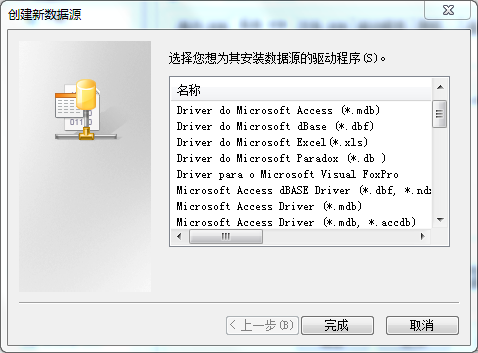 创建新数据源
选择您想为其安装数据源的驱动程序(S)。
名称
Driver do Microsoft Access (*.mdb)
Driver do Microsoft dBase (*.dbf)
Driver do Microsoft Excel(*.xls)
Driver do Microsoft Paradox (*.db )
Driver para o Microsoft Visual FoxPro
Microsoft Access dBASE Driver (*.dbf, *.ndx
Microsoft Access Driver (*.mdb)
Microsoft Access Driver (*.mdb, *.accdb)
< 上一步(B)
完成
取消